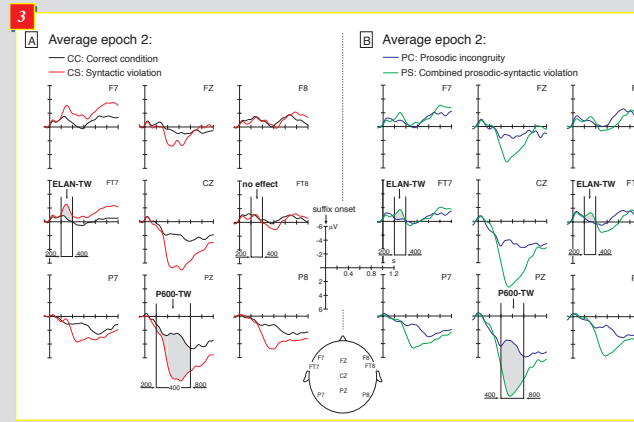 3
A Average epoch 2:
CC: Correct condition
CS: Syntactic violation
B Average epoch 2:
PC: Prosodic incongruity
PS: Combined prosodic-syntactic violation
F7 FZ F8
F7 FZ
ELAN-TW FT7 CZ no effect FT8
200 400 200 400
ELAN-TW FT7 CZ ELAN-TW
200 400 200 400
suffix onset
-6 µV
-4
-2
s
0.4 0.8 1.2
2
4
6
P7 PZ P8
P600-TW
200 400 800
P7 PZ
P600-TW
400 800
F7 FZ F8
FT7 FT8
CZ
PZ
P7 P8